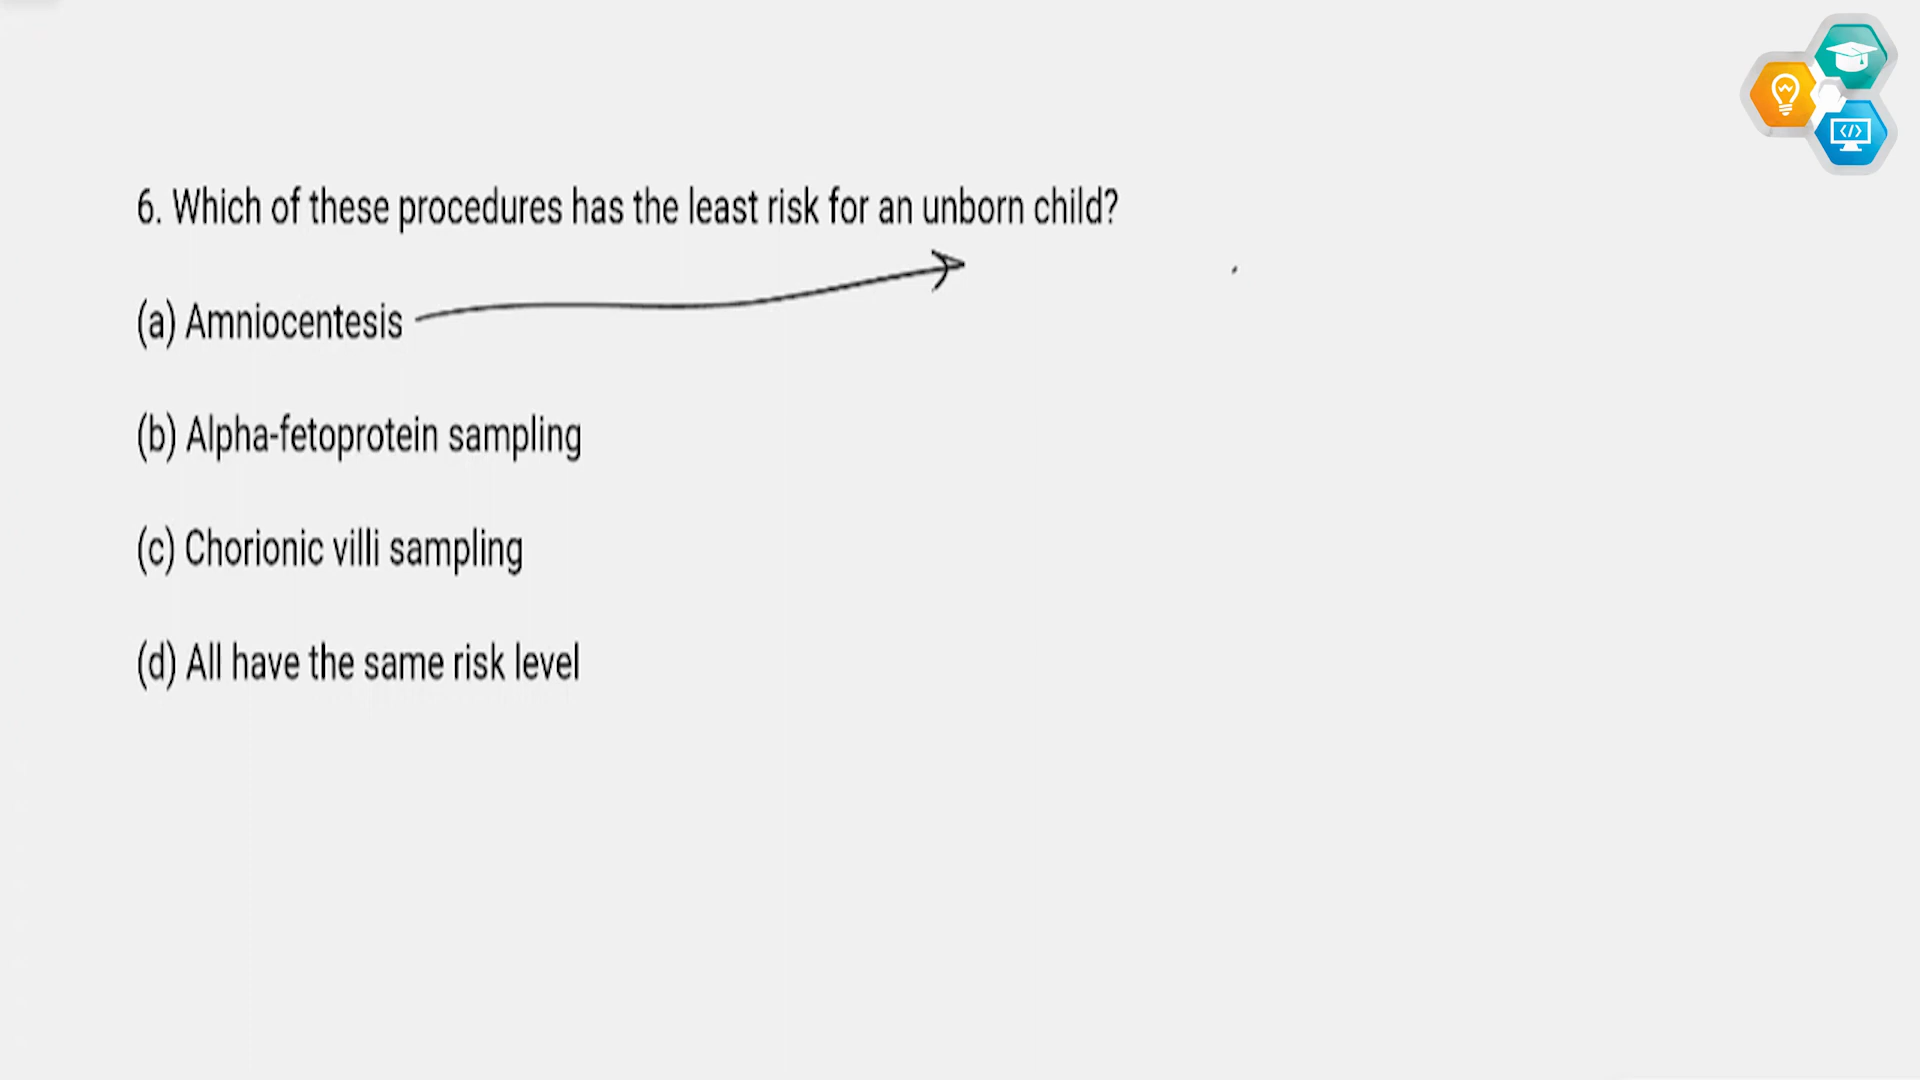 6. Which of these procedures has the least risk for an unborn child?
(a) Amniocentesis
(b) Alpha-fetoprotein sampling
(c) Chorionic villi sampling
(d) All have the same risk level